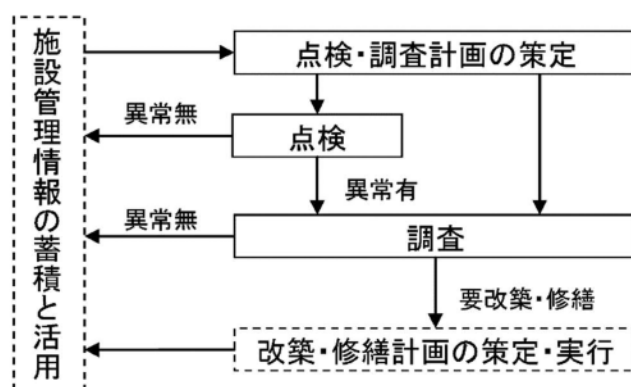 施設管理情報の蓄積と活用
点検・調査計画の策定
異常無
点検
異常有
異常無
調査
要改築・修繕
改築・修繕計画の策定・実行